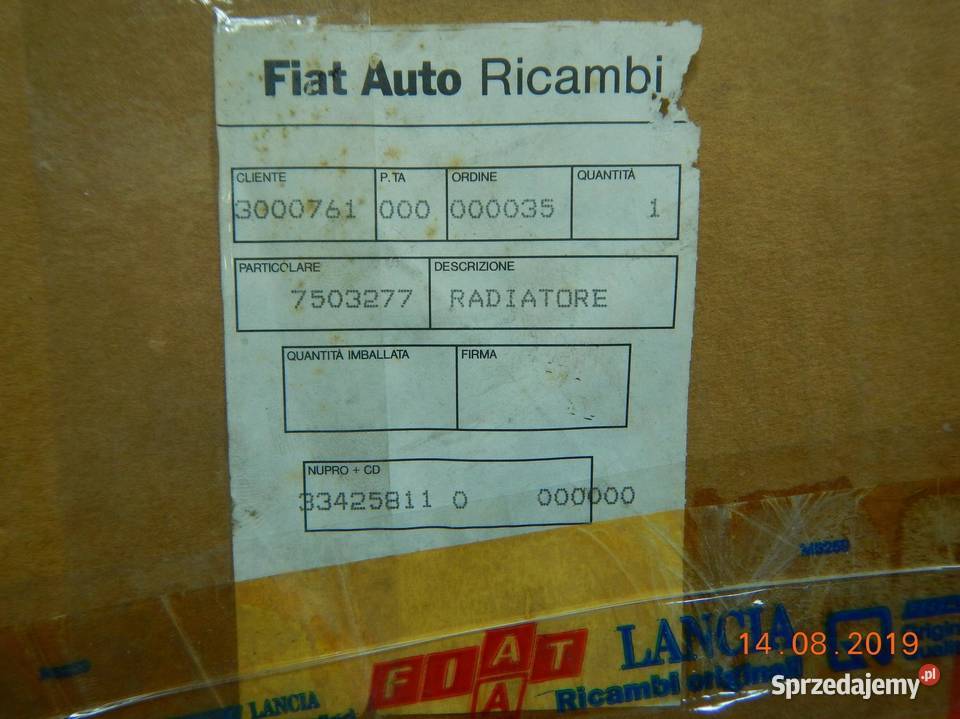 Fiat Auto Ricambi
CLIENTE P.TA ORDINE QUANTITÀ
3000761 000 000035 1
PARTICOLARE DESCRIZIONE
7503277 RADIATORE
QUANTITÀ IMBALLATA FIRMA
NUPRO + CD
33425811 0 000000
FIAT LANCIA
Ricambi originali
LANCIA
14.08.2019
Sprzedajemy.pl